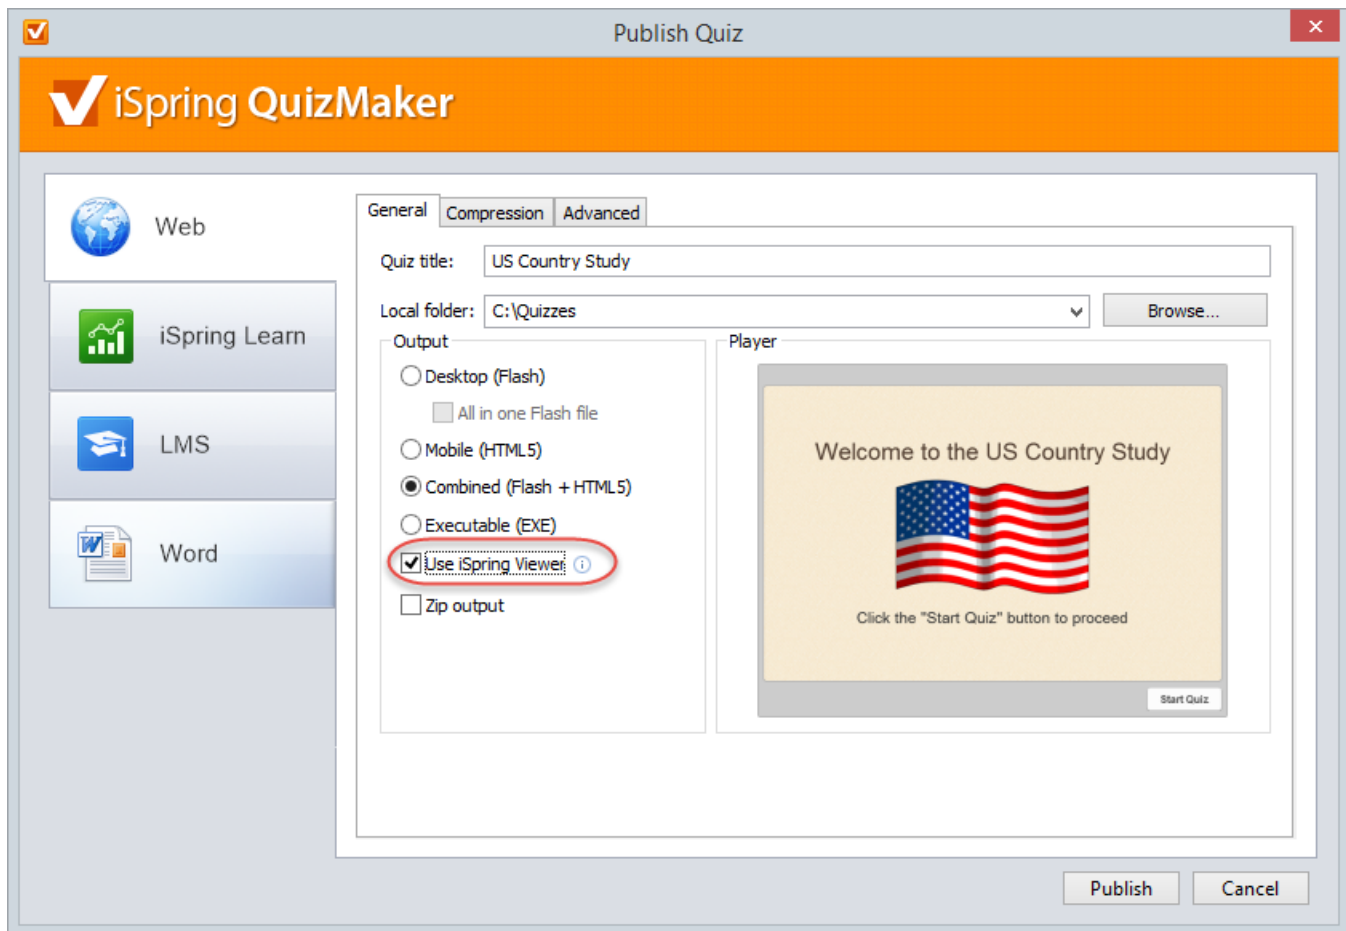 Publish Quiz
iSpring QuizMaker
Web
iSpring Learn
LMS
Word
General Compression Advanced
Quiz title: US Country Study
Local folder: C:\Quizzes Browse...
Output
Desktop (Flash)
All in one Flash file
Mobile (HTML5)
Combined (Flash + HTML5)
Executable (EXE)
Use iSpring Viewer
Zip output
Player
Welcome to the US Country Study
Click the "Start Quiz" button to proceed
Start Quiz
Publish Cancel